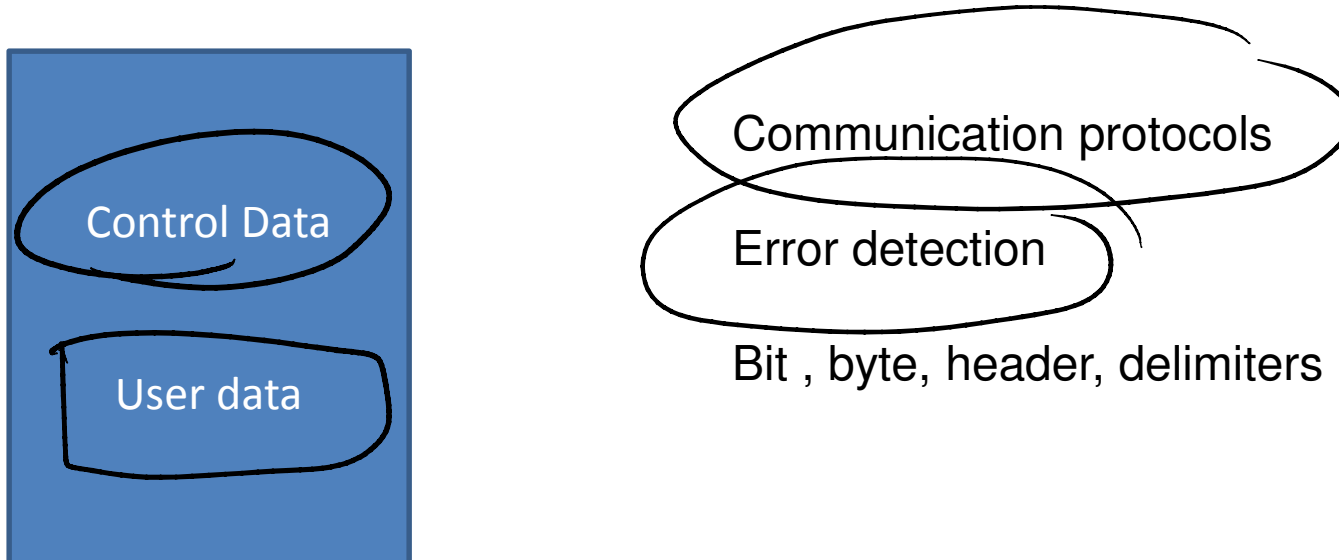 Control Data
User data
Communication protocols
Error detection
Bit , byte, header, delimiters